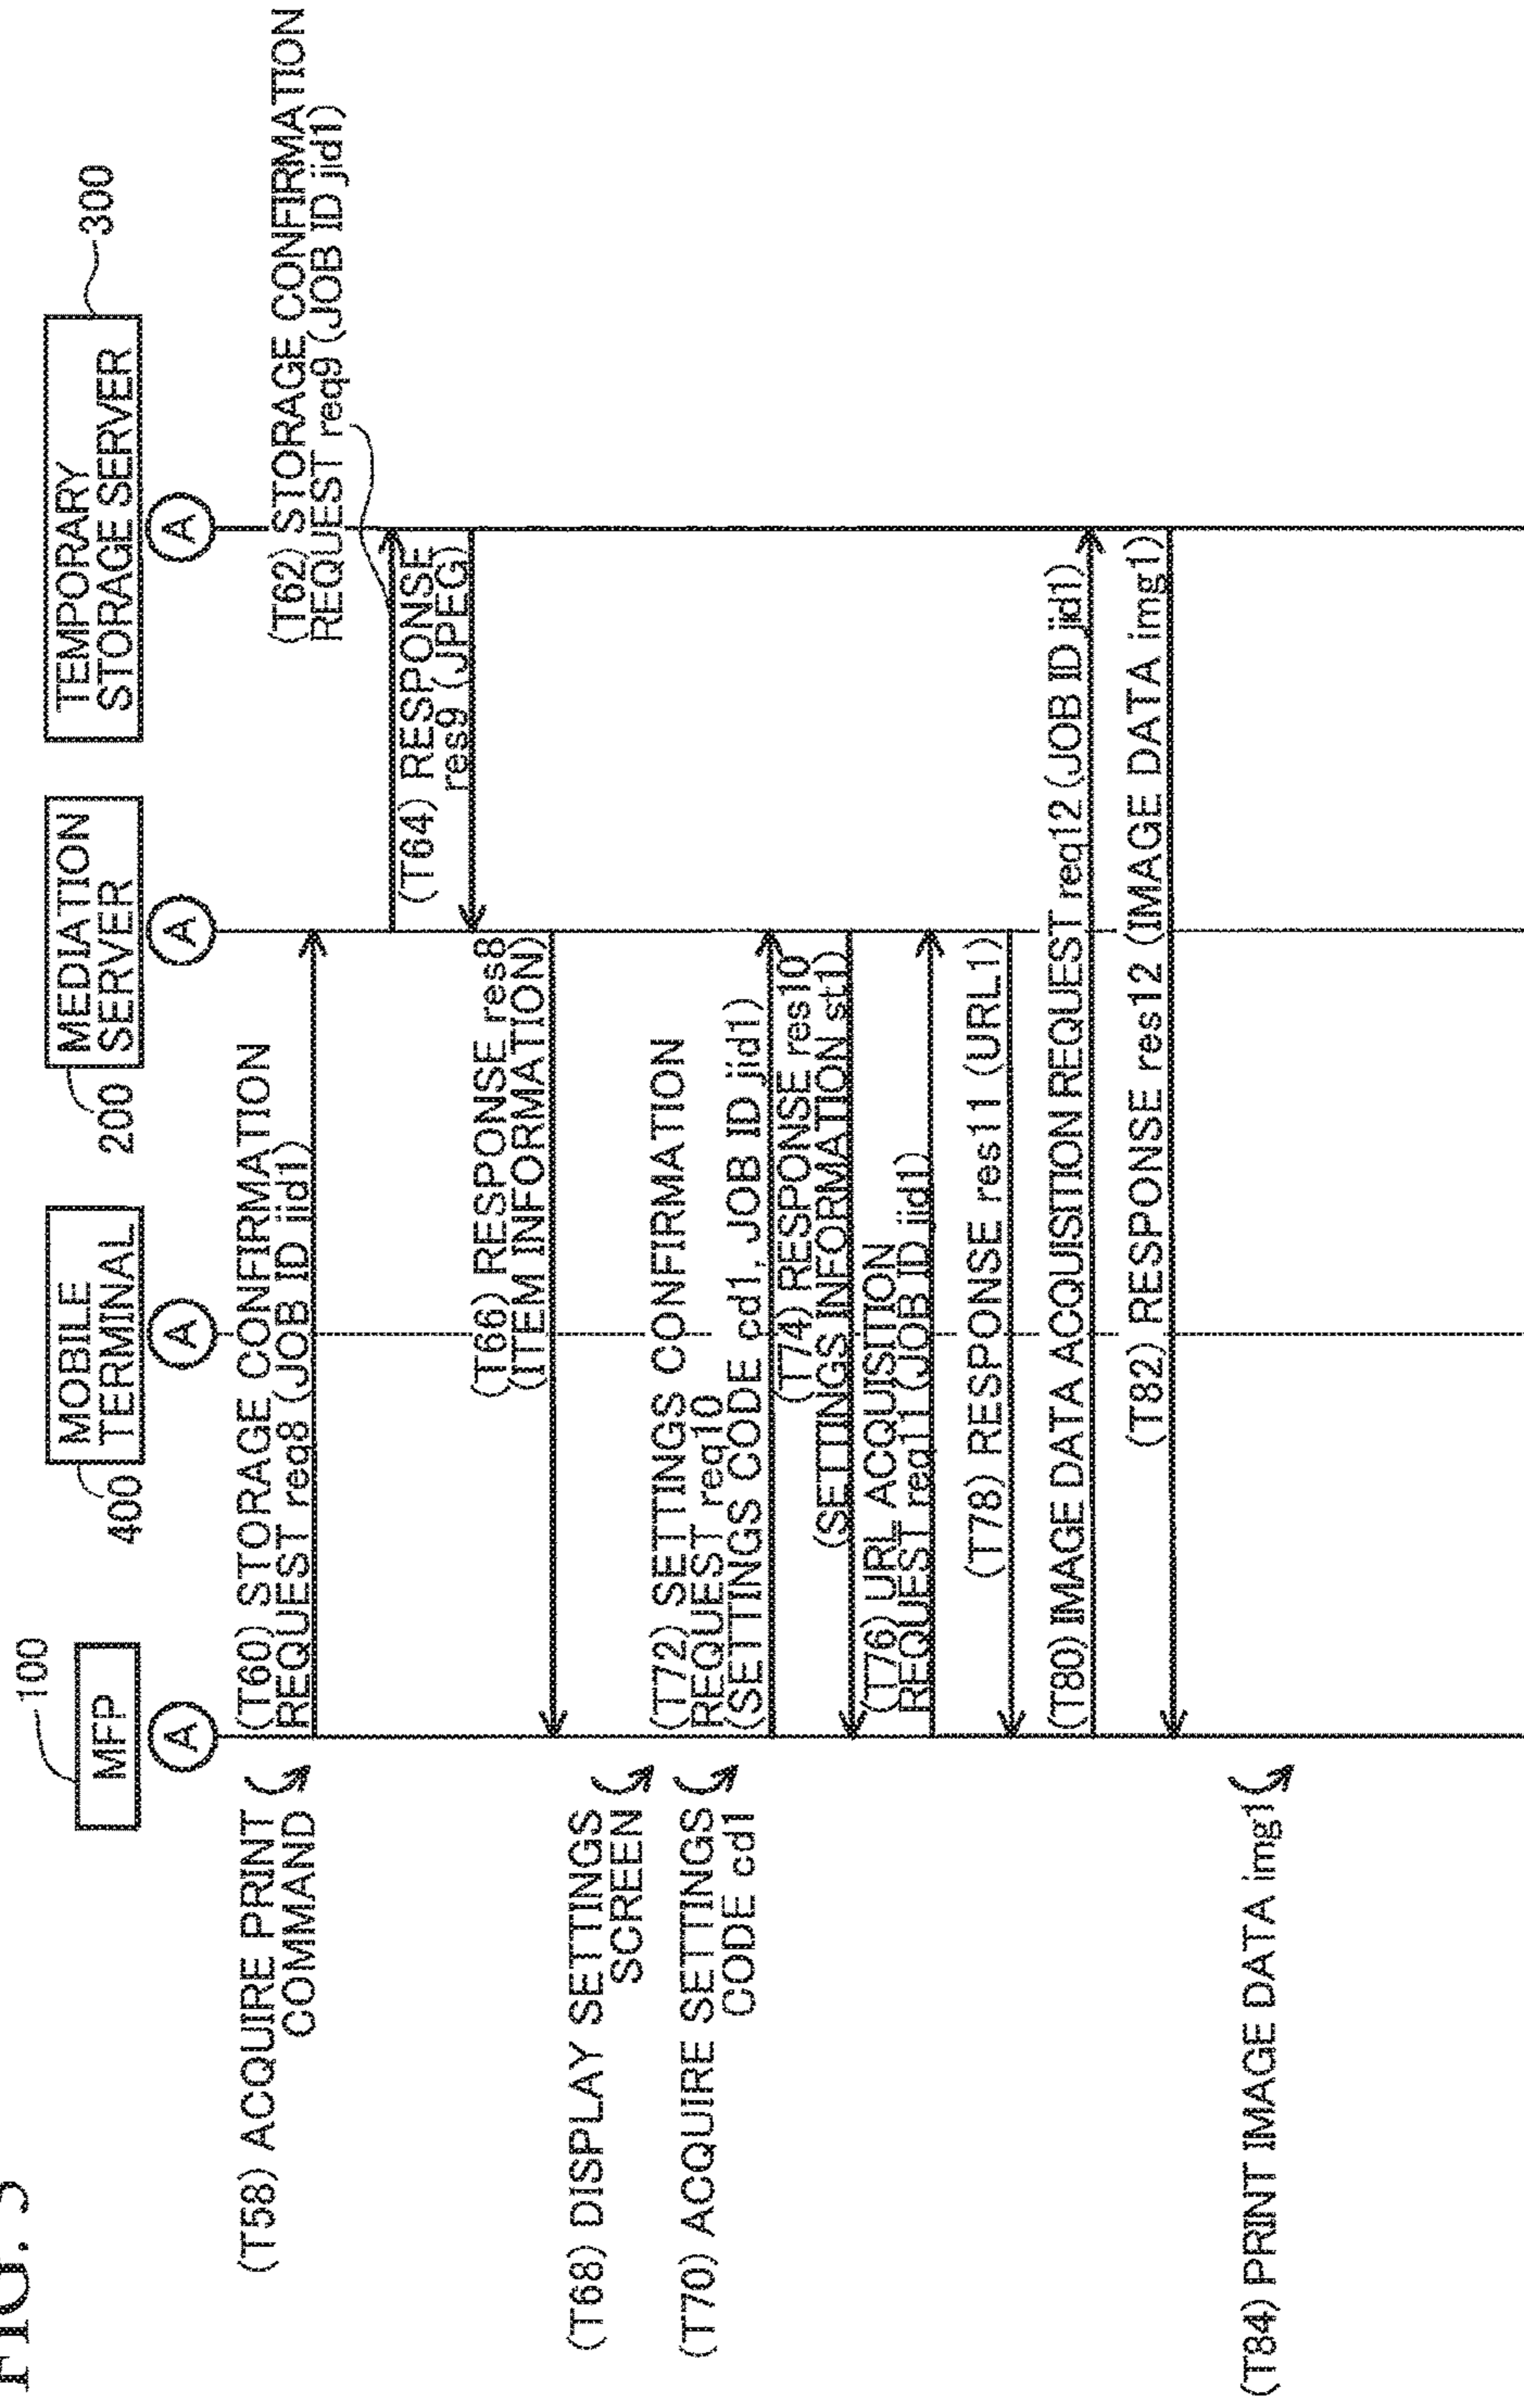 FIG. 5
100
MFP
400
MOBILE
TERMINAL
200
MEDIATION
SERVER
300
TEMPORARY
STORAGE SERVER
A
A
A
A
(T58) ACQUIRE PRINT
COMMAND
(T60) STORAGE CONFIRMATION
REQUEST req8 (JOB ID jid1)
(T62) STORAGE CONFIRMATION
REQUEST req9 (JOB ID jid1)
(T64) RESPONSE
res9 (JPEG)
(T66) RESPONSE res8
(ITEM INFORMATION)
(T68) DISPLAY SETTINGS
SCREEN
(T70) ACQUIRE SETTINGS
CODE cd1
(T72) SETTINGS CONFIRMATION
REQUEST req10
(SETTINGS CODE cd1, JOB ID jid1)
(T74) RESPONSE res10
(SETTINGS INFORMATION st1)
(T76) URL ACQUISITION
REQUEST req11 (JOB ID jid1)
(T78) RESPONSE res11 (URL1)
(T80) IMAGE DATA ACQUISITION REQUEST req12 (JOB ID jid1)
(T82) RESPONSE res12 (IMAGE DATA img1)
(T84) PRINT IMAGE DATA img1